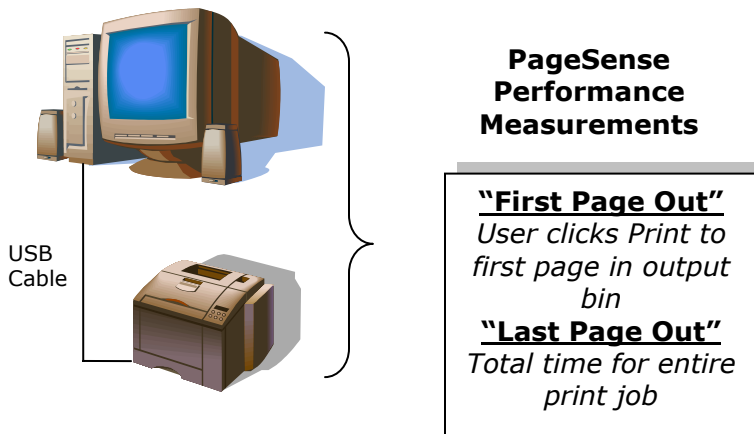 PageSense
Performance
Measurements
“First Page Out”
User clicks Print to
first page in output
bin
“Last Page Out”
Total time for entire
print job
USB
Cable